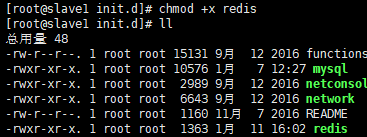 [root@slave1 init.d]# chmod +x redis
[root@slave1 init.d]# ll
总用量 48
-rw-r--r--. 1 root root 15131 9月  12 2016 functions
-rwxr-xr-x. 1 root root 10576 1月   7 12:27 mysql
-rwxr-xr-x. 1 root root  2989 9月  12 2016 netconsol
-rwxr-xr-x. 1 root root  6643 9月  12 2016 network
-rw-r--r--. 1 root root  1160 11月  7 2016 README
-rwxr-xr-x. 1 root root  1363 1月  11 16:02 redis